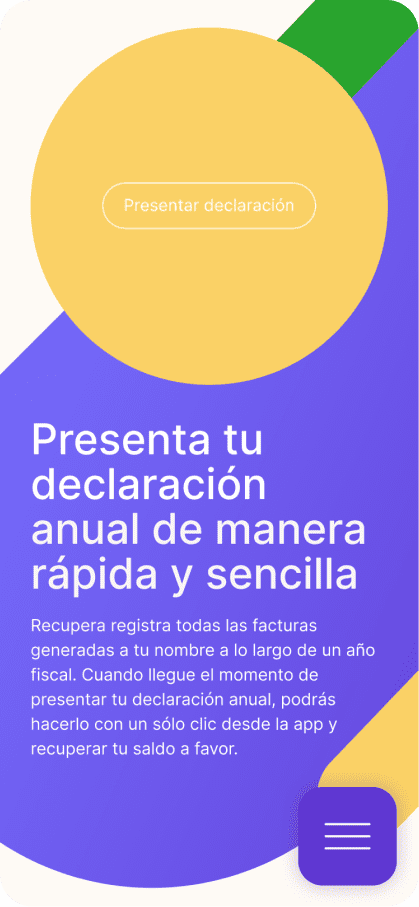 Presentar declaración
Presenta tu
declaración
anual de manera
rápida y sencilla
Recupera registra todas las facturas
generadas a tu nombre a lo largo de un año
fiscal. Cuando llegue el momento de
presentar tu declaración anual, podrás
hacerlo con un sólo clic desde la app y
recuperar tu saldo a favor.